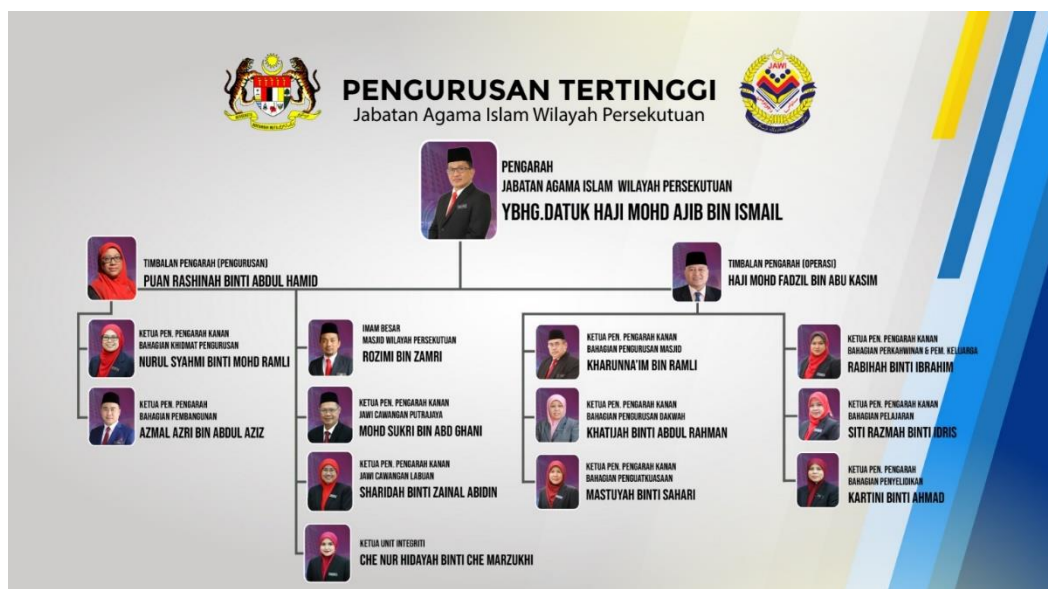 JAWI
PENGURUSAN TERTINGGI
Jabatan Agama Islam Wilayah Persekutuan
PENGARAH
JABATAN AGAMA ISLAM WILAYAH PERSEKUTUAN
YBHG.DATUK HAJI MOHD AJIB BIN ISMAIL
TIMBALAN PENGARAH (PENGURUSAN)
PUAN RASHINAH BINTI ABDUL HAMID
TIMBALAN PENGARAH (OPERASI)
HAJI MOHD FADZIL BIN ABU KASIM
KETUA PEN. PENGARAH KANAN
BAHAGIAN KHIDMAT PENGURUSAN
NURUL SYAHMI BINTI MOHD RAMLI
KETUA PEN. PENGARAH
BAHAGIAN PEMBANGUNAN
AZMAL AZRI BIN ABDUL AZIZ
IMAM BESAR
MASJID WILAYAH PERSEKUTUAN
ROZIMI BIN ZAMRI
KETUA PEN. PENGARAH KANAN
JAWI CAWANGAN PUTRAJAYA
MOHD SUKRI BIN ABD GHANI
KETUA PEN. PENGARAH KANAN
JAWI CAWANGAN LABUAN
SHARIDAH BINTI ZAINAL ABIDIN
KETUA UNIT INTEGRITI
CHE NUR HIDAYAH BINTI CHE MARZUKHI
KETUA PEN. PENGARAH KANAN
BAHAGIAN PENGURUSAN MASJID
KHARUNNA'IM BIN RAMLI
KETUA PEN. PENGARAH KANAN
BAHAGIAN PENGURUSAN DAKWAH
KHATIJAH BINTI ABDUL RAHMAN
KETUA PEN. PENGARAH KANAN
BAHAGIAN PENGUATKUASAAN
MASTUYAH BINTI SAHARI
KETUA PEN. PENGARAH KANAN
BAHAGIAN PERKAHWINAN & PEM. KELUARGA
RABIHAH BINTI IBRAHIM
KETUA PEN. PENGARAH KANAN
BAHAGIAN PELAJARAN
SITI RAZMAH BINTI IDRIS
KETUA PEN. PENGARAH
BAHAGIAN PENYELIDIKAN
KARTINI BINTI AHMAD